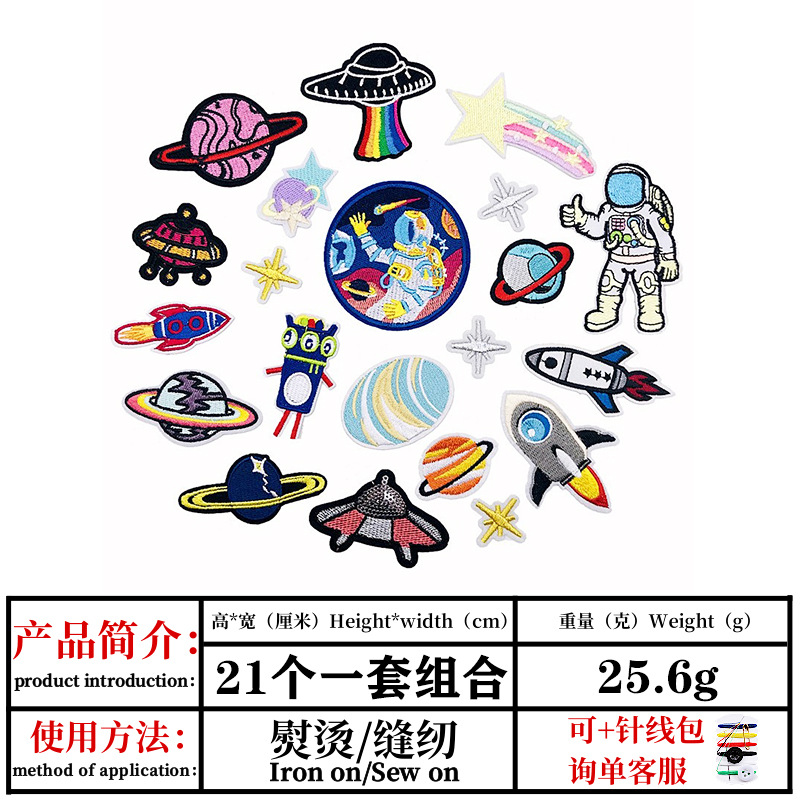 产品简介：
product introduction：
高*宽（厘米）Height*width（cm）
重量（克）Weight（g）
21个一套组合
25.6g
使用方法：
method of application：
熨烫/缝纫
Iron on/Sew on
可+针线包
询单客服